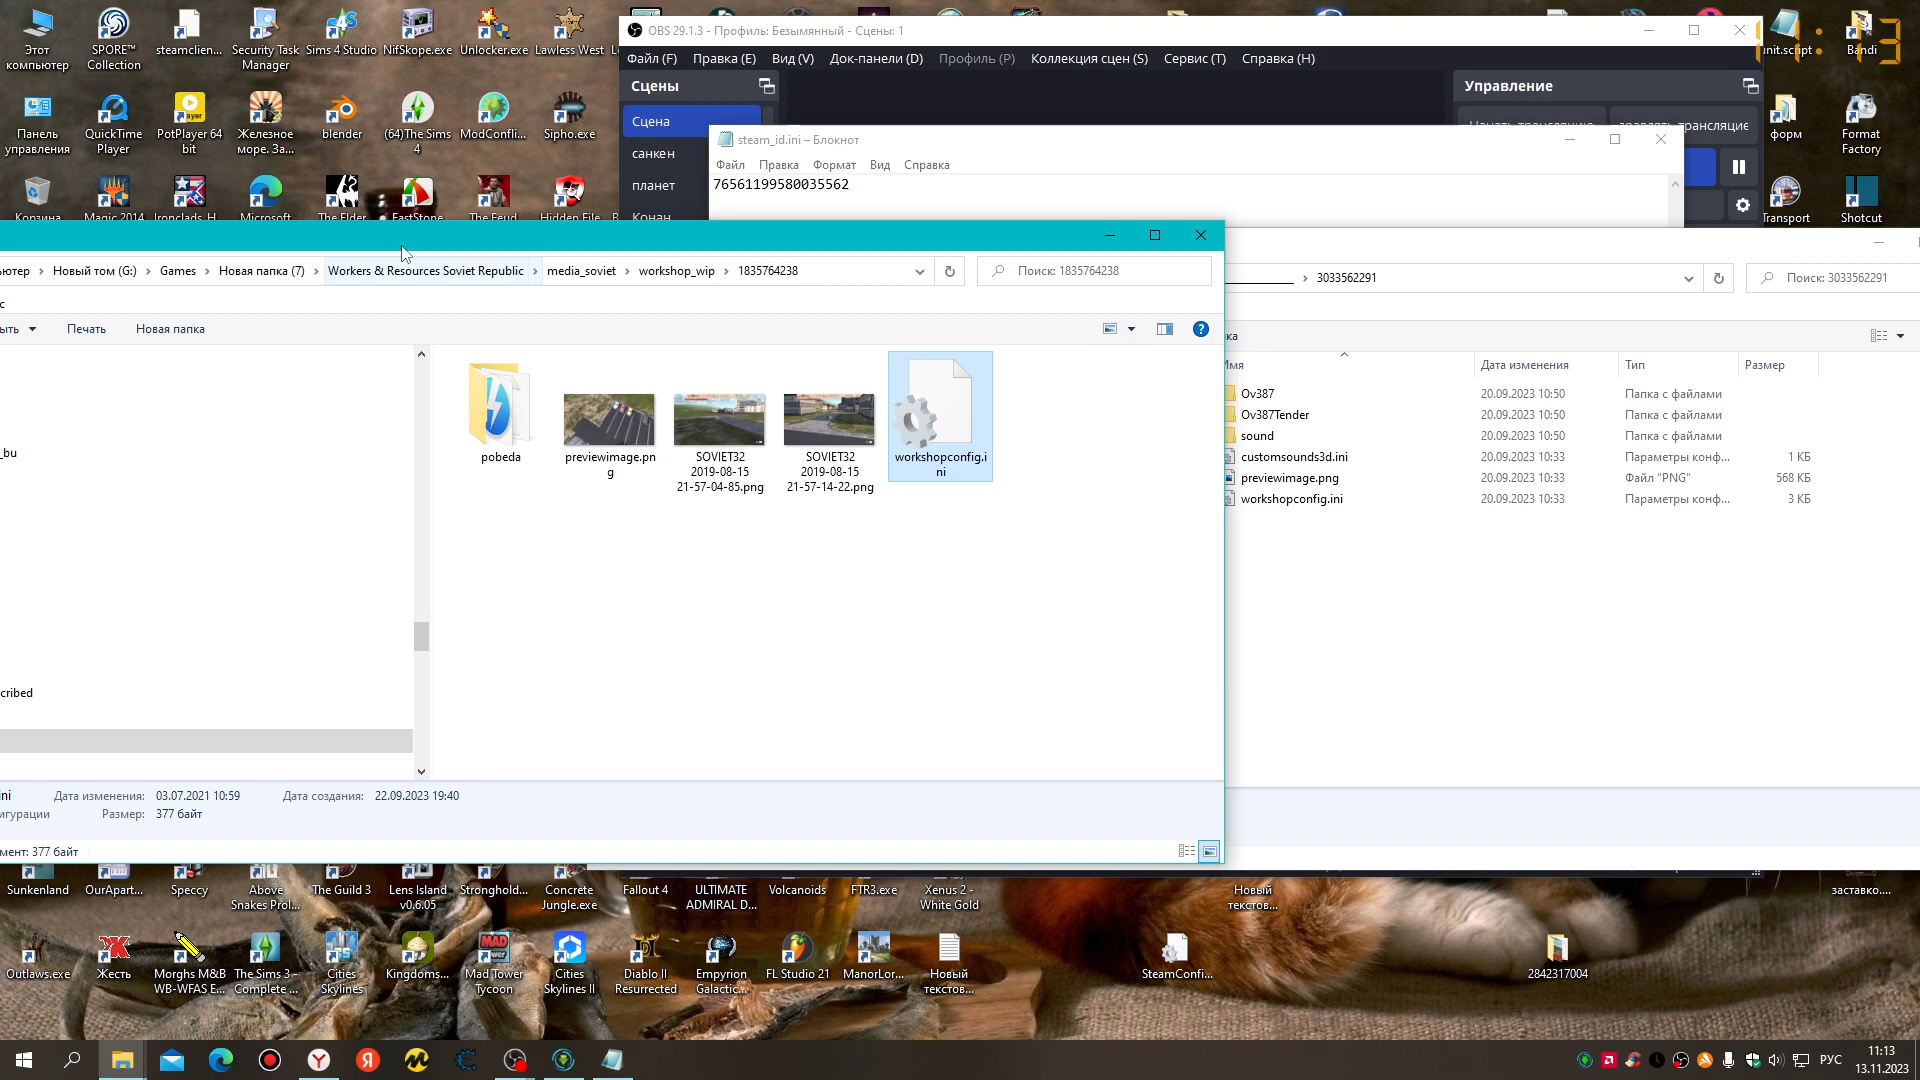 Этот компьютер
SPORE™ Collection
steamclien...
Security Task Manager
Sims 4 Studio
NifSkope.exe
Unlocker.exe
Lawless West
Панель управления
QuickTime Player
PotPlayer 64 bit
Железное море. За...
blender
(64)The Sims 4
ModConfli...
Sipho.exe
Корзина
Magic 2014
Ironclads_H
Microsoft
The Elder
FastStone
The Feud
Hidden File
OBS 29.1.3 - Профиль: Безымянный - Сцены: 1
Файл (F)
Правка (E)
Вид (V)
Док-панели (D)
Профиль (P)
Коллекция сцен (S)
Сервис (T)
Справка (H)
Сцены
Управление
Сцена
санкен
планет
Конан
steam_id.ini – Блокнот
Файл
Правка
Формат
Вид
Справка
76561199580035562
Bandi
форм
Format Factory
Transport
Shotcut
Новый том (G:)
Games
Новая папка (7)
Workers & Resources Soviet Republic
media_soviet
workshop_wip
1835764238
Поиск: 1835764238
Печать
Новая папка
_bu
cribed
pobeda
previewimage.png
SOVIET32 2019-08-15 21-57-04-85.png
SOVIET32 2019-08-15 21-57-14-22.png
workshopconfig.ini
Дата изменения: 03.07.2021 10:59
Дата создания: 22.09.2023 19:40
Размер: 377 байт
мент: 377 байт
3033562291
Поиск: 3033562291
Имя
Дата изменения
Тип
Размер
Ov387
20.09.2023 10:50
Папка с файлами
Ov387Tender
20.09.2023 10:50
Папка с файлами
sound
20.09.2023 10:50
Папка с файлами
customsounds3d.ini
20.09.2023 10:33
Параметры конф...
1 КБ
previewimage.png
20.09.2023 10:33
Файл "PNG"
568 КБ
workshopconfig.ini
20.09.2023 10:33
Параметры конф...
3 КБ
Sunkenland
OurApart...
Speccy
Above Snakes Prol...
The Guild 3
Lens Island v0.6.05
Stronghold...
Concrete Jungle.exe
Fallout 4
ULTIMATE ADMIRAL D...
Volcanoids
FTR3.exe
Xenus 2 - White Gold
Новый текстов...
заставко....
Outlaws.exe
Жесть
Morghs M&B WB-WFAS E...
The Sims 3 - Complete ...
Cities Skylines
Kingdoms...
Mad Tower Tycoon
Cities Skylines II
Diablo II Resurrected
Empyrion Galactic...
FL Studio 21
ManorLor...
Новый текстов...
SteamConfi...
2842317004
РУС
11:13
13.11.2023